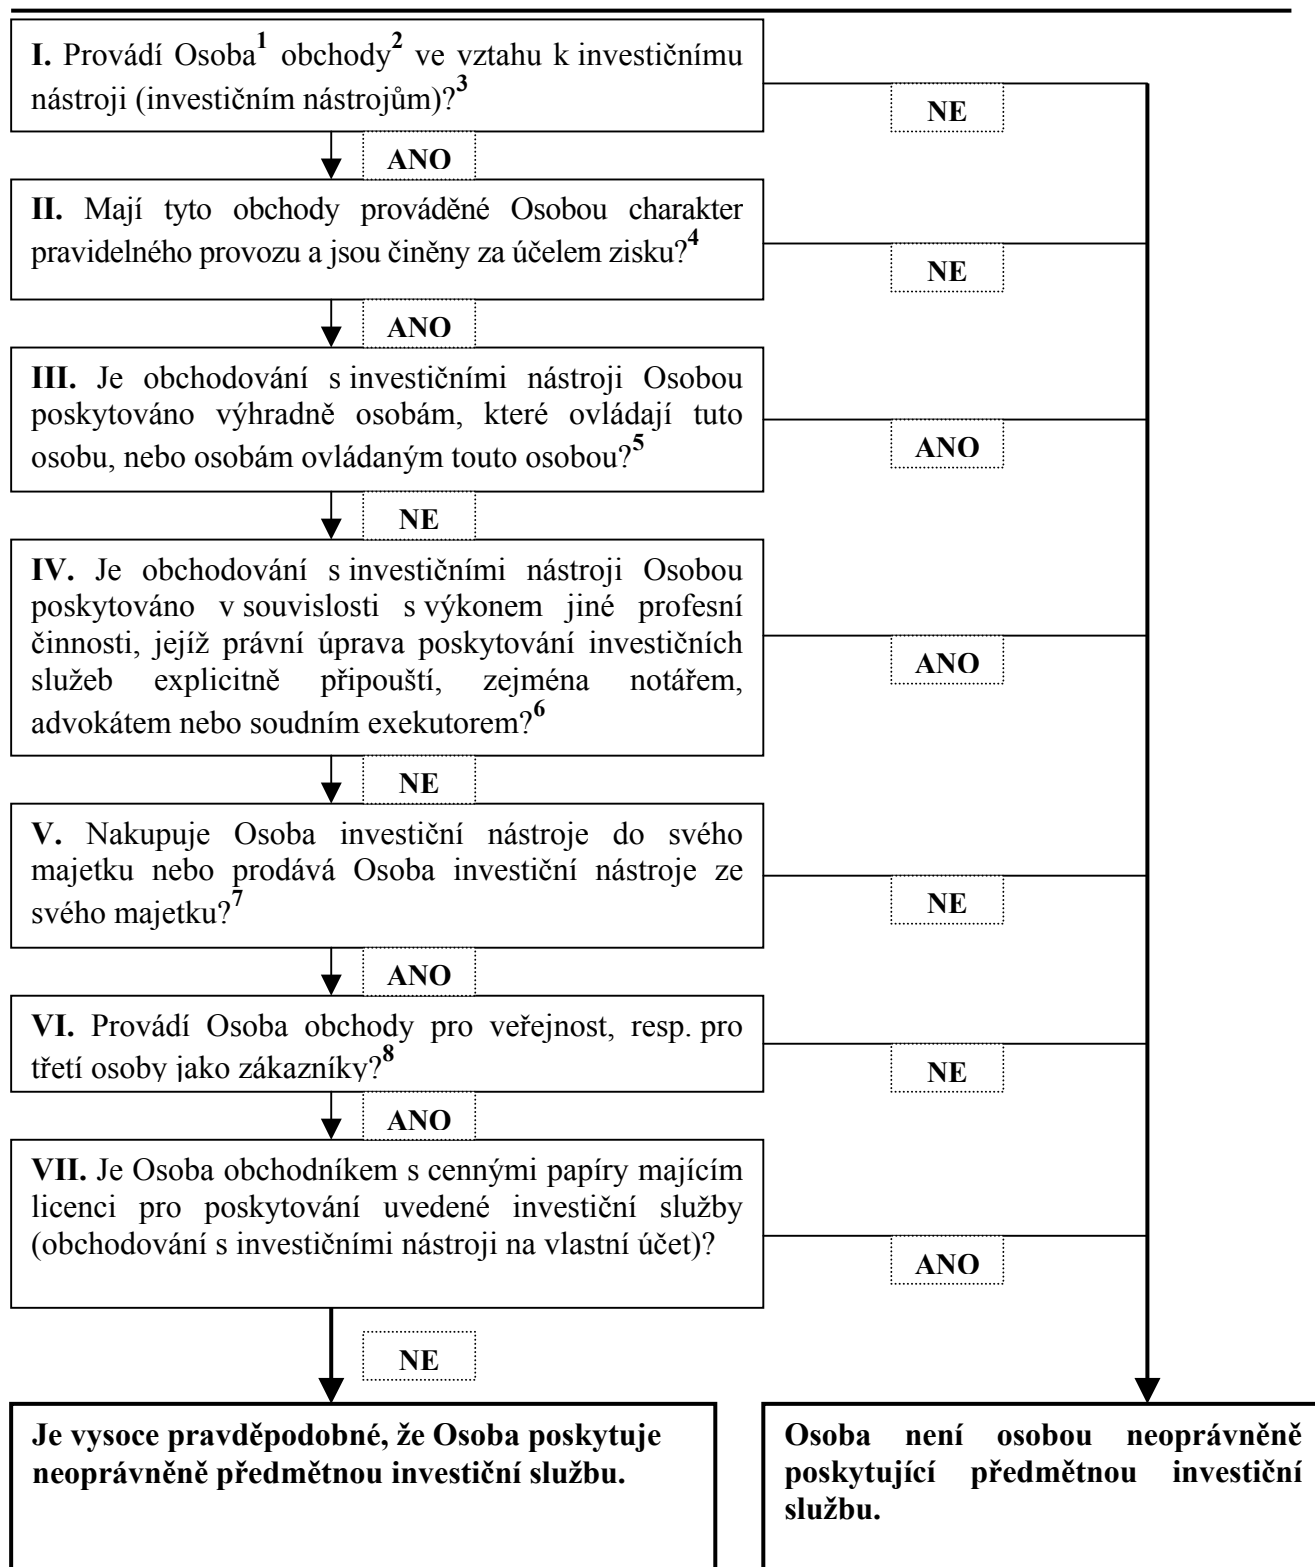 I. Provádí Osoba¹ obchody² ve vztahu k investičnímu
nástroji (investičním nástrojům)?³
NE
ANO
II. Mají tyto obchody prováděné Osobou charakter
pravidelného provozu a jsou činěny za účelem zisku?⁴
NE
ANO
III. Je obchodování s investičními nástroji Osobou
poskytováno výhradně osobám, které ovládají tuto
osobu, nebo osobám ovládaným touto osobou?⁵
ANO
NE
IV. Je obchodování s investičními nástroji Osobou
poskytováno v souvislosti s výkonem jiné profesní
činnosti, jejíž právní úprava poskytování investičních
služeb explicitně připouští, zejména notářem,
advokátem nebo soudním exekutorem?⁶
ANO
NE
V. Nakupuje Osoba investiční nástroje do svého
majetku nebo prodává Osoba investiční nástroje ze
svého majetku?⁷
NE
ANO
VI. Provádí Osoba obchody pro veřejnost, resp. pro
třetí osoby jako zákazníky?⁸
NE
ANO
VII. Je Osoba obchodníkem s cennými papíry majícím
licenci pro poskytování uvedené investiční služby
(obchodování s investičními nástroji na vlastní účet)?
ANO
NE
Je vysoce pravděpodobné, že Osoba poskytuje
neoprávněně předmětnou investiční službu.
Osoba není osobou neoprávněně
poskytující předmětnou investiční
službu.